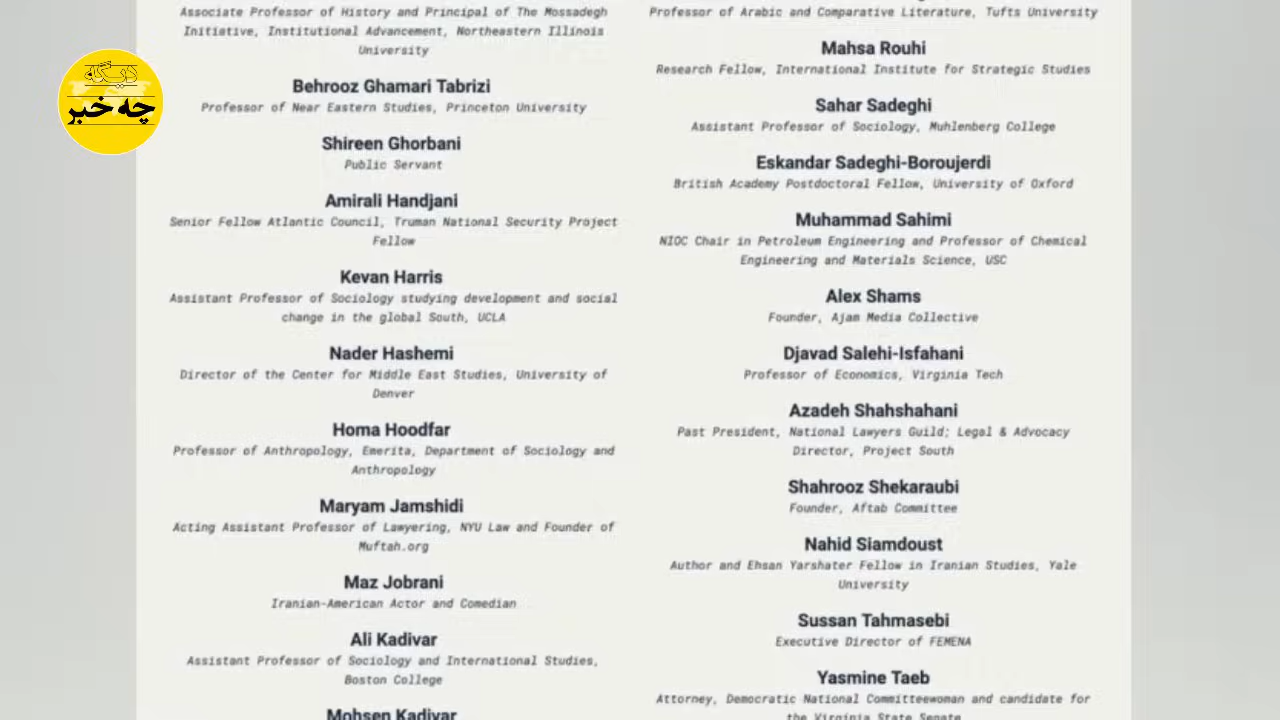 دیگه
چه خبر
Associate Professor of History and Principal of The Mossadegh
Initiative, Institutional Advancement, Northeastern Illinois
University
Behrooz Ghamari Tabrizi
Professor of Near Eastern Studies, Princeton University
Shireen Ghorbani
Public Servant
Amirali Handjani
Senior Fellow Atlantic Council, Truman National Security Project
Fellow
Kevan Harris
Assistant Professor of Sociology studying development and social
change in the global South, UCLA
Nader Hashemi
Director of the Center for Middle East Studies, University of
Denver
Homa Hoodfar
Professor of Anthropology, Emerita, Department of Sociology and
Anthropology
Maryam Jamshidi
Acting Assistant Professor of Lawyering, NYU Law and Founder of
Muftah.org
Maz Jobrani
Iranian-American Actor and Comedian
Ali Kadivar
Assistant Professor of Sociology and International Studies,
Boston College
Mohsen Kadivar
Professor of Arabic and Comparative Literature, Tufts University
Mahsa Rouhi
Research Fellow, International Institute for Strategic Studies
Sahar Sadeghi
Assistant Professor of Sociology, Muhlenberg College
Eskandar Sadeghi-Boroujerdi
British Academy Postdoctoral Fellow, University of Oxford
Muhammad Sahimi
NIOC Chair in Petroleum Engineering and Professor of Chemical
Engineering and Materials Science, USC
Alex Shams
Founder, Ajam Media Collective
Djavad Salehi-Isfahani
Professor of Economics, Virginia Tech
Azadeh Shahshahani
Past President, National Lawyers Guild; Legal & Advocacy
Director, Project South
Shahrooz Shekaraubi
Founder, Aftab Committee
Nahid Siamdoust
Author and Ehsan Yarshater Fellow in Iranian Studies, Yale
University
Sussan Tahmasebi
Executive Director of FEMENA
Yasmine Taeb
Attorney, Democratic National Committeewoman and candidate for
the Virginia State Senate